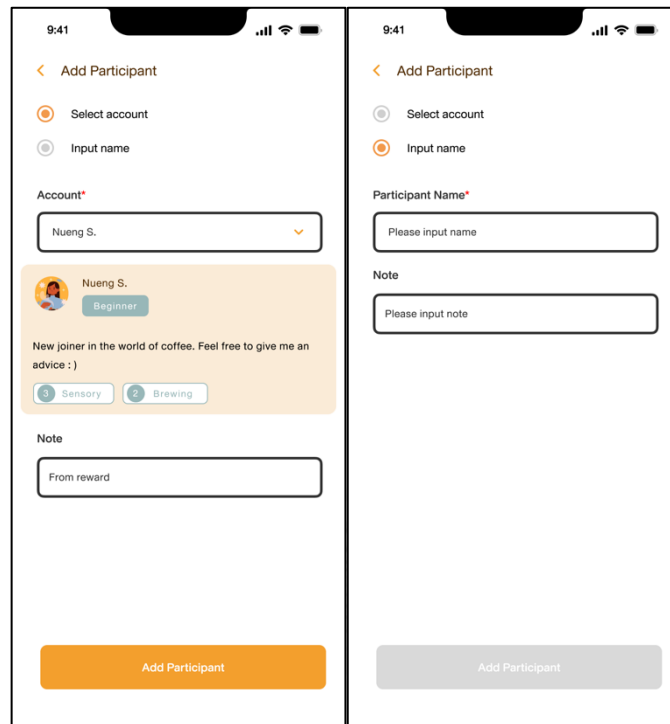 9:41
Add Participant
Select account
Input name
Account*
Nueng S.
Nueng S.
Beginner
New joiner in the world of coffee. Feel free to give me an
advice : )
3 Sensory 2 Brewing
Note
From reward
Add Participant
9:41
Add Participant
Select account
Input name
Participant Name*
Please input name
Note
Please input note
Add Participant